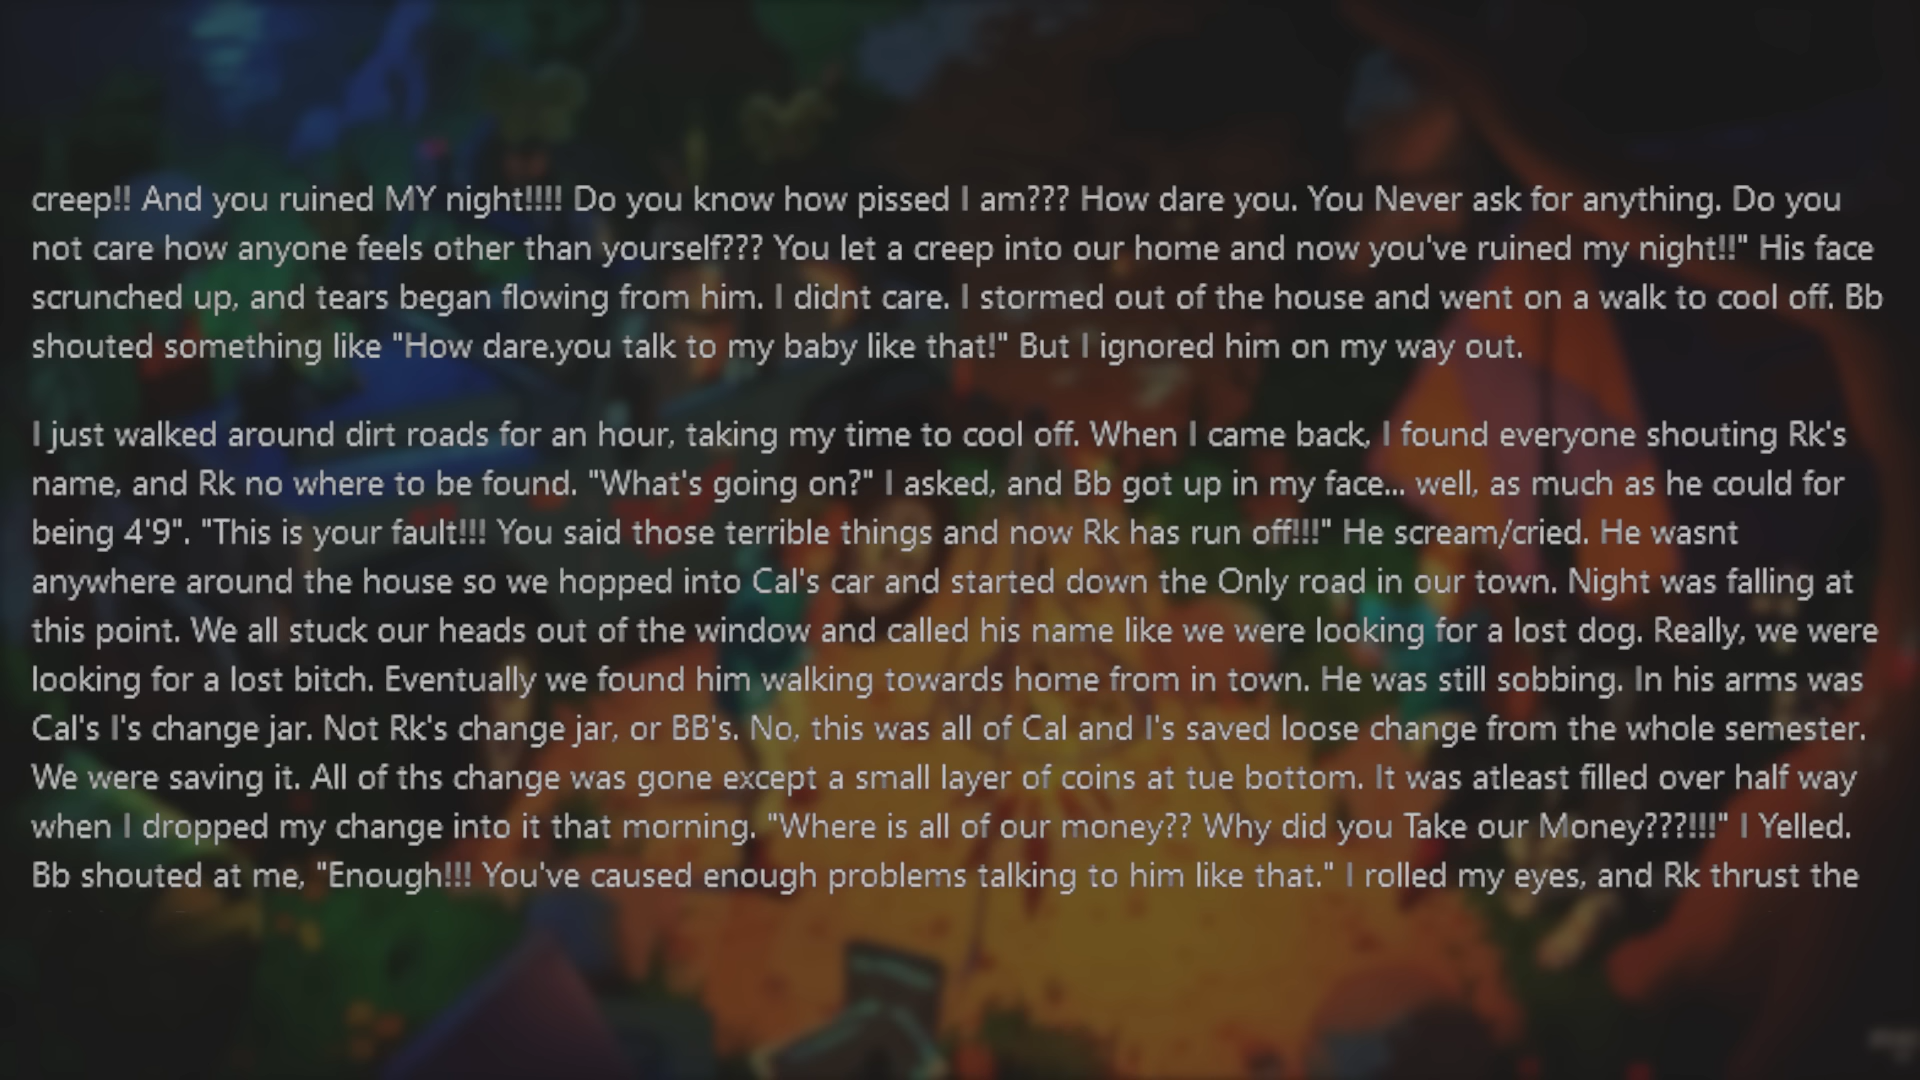 creep!! And you ruined MY night!!!! Do you know how pissed I am??? How dare you. You Never ask for anything. Do you
not care how anyone feels other than yourself??? You let a creep into our home and now you've ruined my night!!" His face
scrunched up, and tears began flowing from him. I didnt care. I stormed out of the house and went on a walk to cool off. Bb
shouted something like "How dare.you talk to my baby like that!" But I ignored him on my way out.
I just walked around dirt roads for an hour, taking my time to cool off. When I came back, I found everyone shouting Rk's
name, and Rk no where to be found. "What's going on?" I asked, and Bb got up in my face... well, as much as he could for
being 4'9". "This is your fault!!! You said those terrible things and now Rk has run off!!!" He scream/cried. He wasnt
anywhere around the house so we hopped into Cal's car and started down the Only road in our town. Night was falling at
this point. We all stuck our heads out of the window and called his name like we were looking for a lost dog. Really, we were
looking for a lost bitch. Eventually we found him walking towards home from in town. He was still sobbing. In his arms was
Cal's I's change jar. Not Rk's change jar, or BB's. No, this was all of Cal and I's saved loose change from the whole semester.
We were saving it. All of ths change was gone except a small layer of coins at tue bottom. It was atleast filled over half way
when I dropped my change into it that morning. "Where is all of our money?? Why did you Take our Money???!!!" I Yelled.
Bb shouted at me, "Enough!!! You've caused enough problems talking to him like that." I rolled my eyes, and Rk thrust the